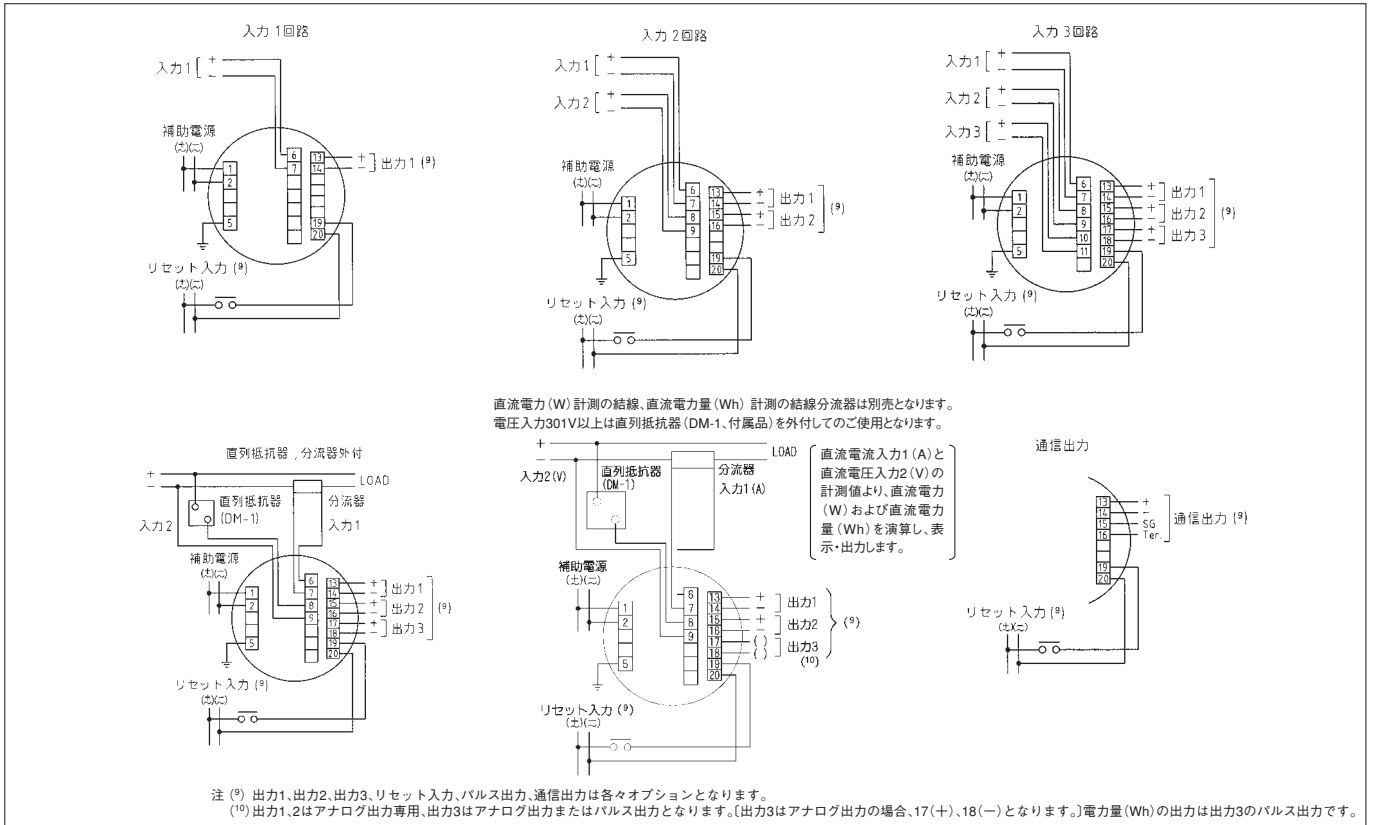 入力 1回路
入力1 [ +
−
補助電源
(±)(≂)
1
2
5
6
7
13
14
19
20
+
−
] 出力1 (9)
リセット入力 (9)
(±)(≂)
入力 2回路
入力1 [ +
−
入力2 [ +
−
補助電源
(±)(≂)
1
2
5
6
7
8
9
13
14
15
16
19
20
+
−
] 出力1
+
−
] 出力2
(9)
リセット入力 (9)
(±)(≂)
入力 3回路
入力1 [ +
−
入力2 [ +
−
入力3 [ +
−
補助電源
(±)(≂)
1
2
5
6
7
8
9
10
11
13
14
15
16
17
18
19
20
+
−
] 出力1
+
−
] 出力2
+
−
] 出力3
(9)
リセット入力 (9)
(±)(≂)
直流電力(W)計測の結線、直流電力量(Wh) 計測の結線分流器は別売となります。
電圧入力301V以上は直列抵抗器(DM-1、付属品)を外付してのご使用となります。
直列抵抗器 , 分流器外付
+
−
LOAD
直列抵抗器
(DM-1)
分流器
入力2
入力1
補助電源
(±)(≂)
1
2
5
6
7
8
9
13
14
15
16
17
18
19
20
+
−
] 出力1
+
−
] 出力2
+
−
] 出力3
(9)
リセット入力 (9)
(±)(≂)
+
−
LOAD
入力2(V)
直列抵抗器
(DM-1)
分流器
入力1(A)
直流電流入力1(A)と
直流電圧入力2(V)の
計測値より、直流電力
(W)および直流電力
量(Wh)を演算し、表
示・出力します。
補助電源
(±)(≂)
1
2
5
6
7
8
9
13
14
15
16
17
18
19
20
+
−
] 出力1
+
−
] 出力2
( )
( )
] 出力3
(10)
(9)
リセット入力 (9)
(±)(≂)
通信出力
13
14
15
16
19
20
+
−
SG
Ter.
通信出力 (9)
リセット入力 (9)
(±)(≂)
注 (9) 出力1、出力2、出力3、リセット入力、パルス出力、通信出力は各々オプションとなります。
(10) 出力1、2はアナログ出力専用、出力3はアナログ出力またはパルス出力となります。〔出力3はアナログ出力の場合、17(+)、18(ー)となります。〕電力量(Wh)の出力は出力3のパルス出力です。